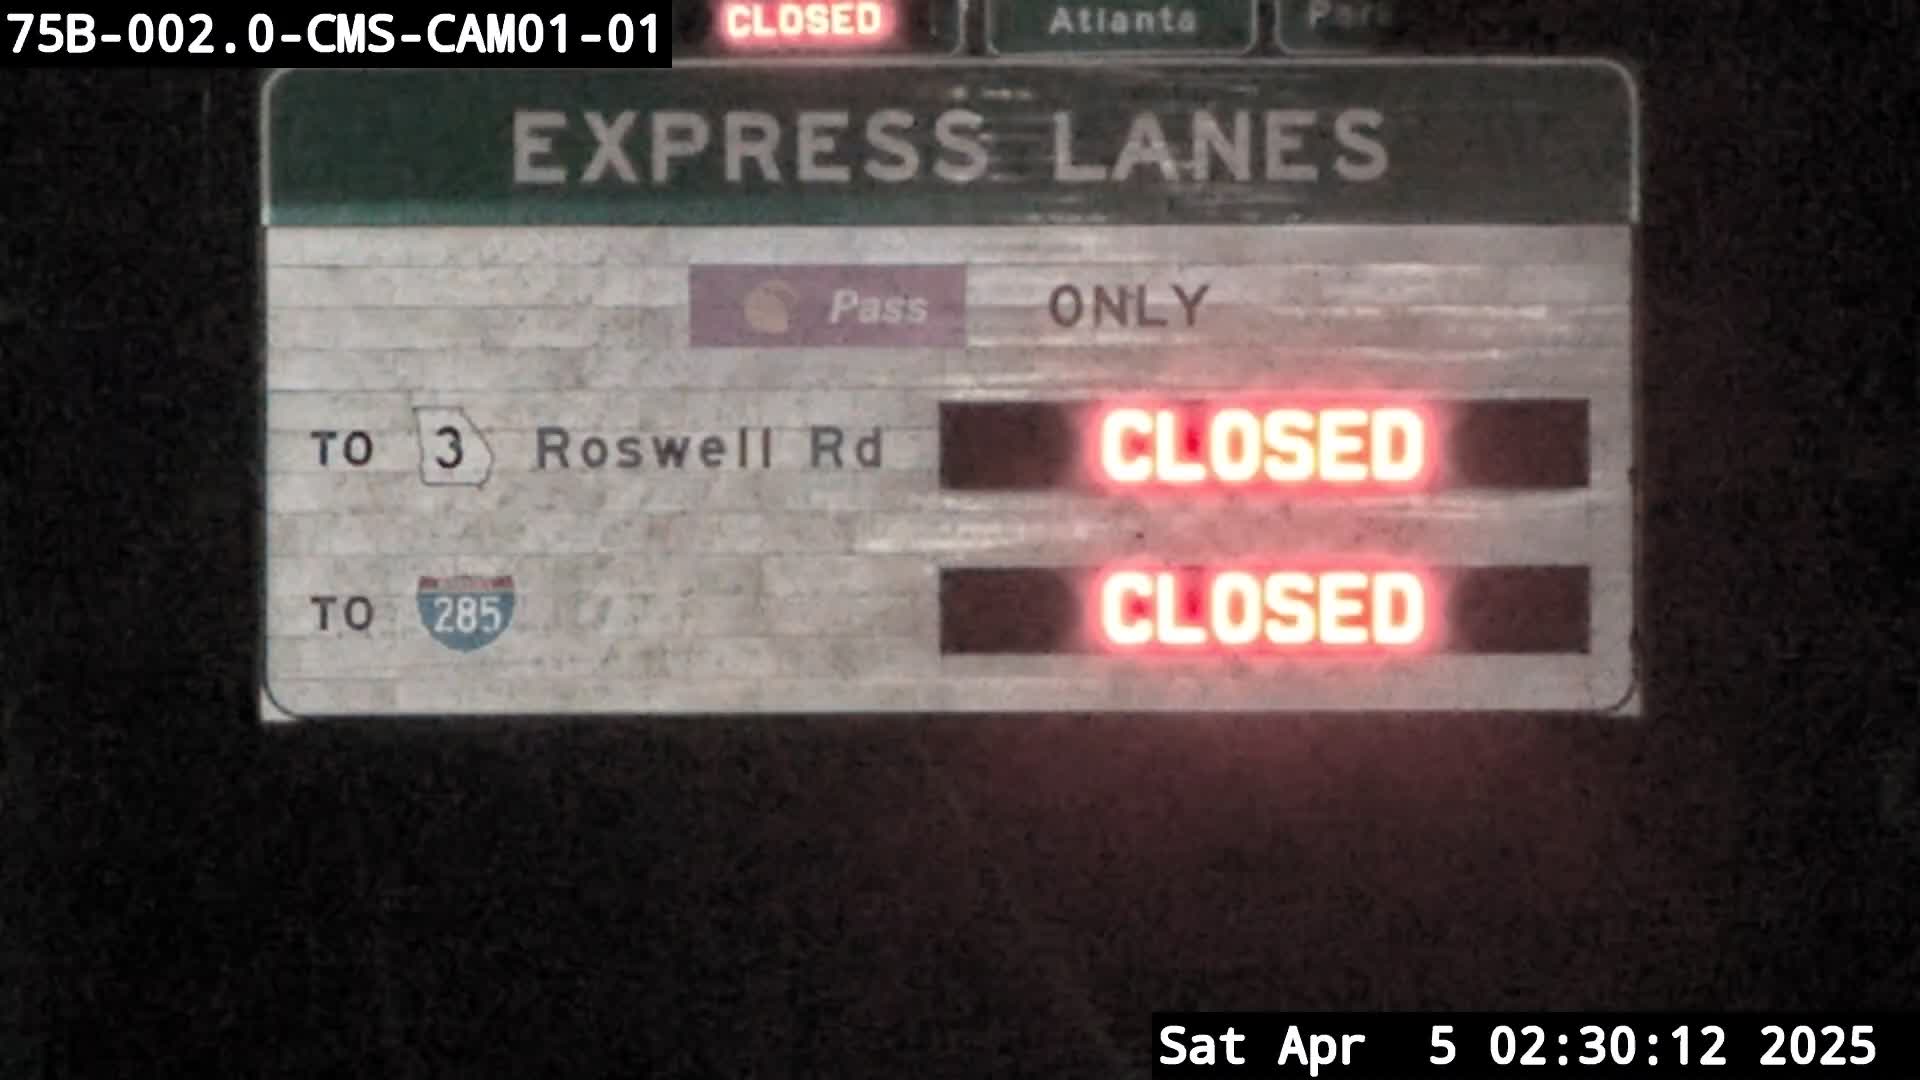 75B-002.0-CMS-CAM01-01
CLOSED
Atlanta
EXPRESS LANES
Pass ONLY
TO 3 Roswell Rd CLOSED
TO 285 CLOSED
Sat Apr 5 02:30:12 2025